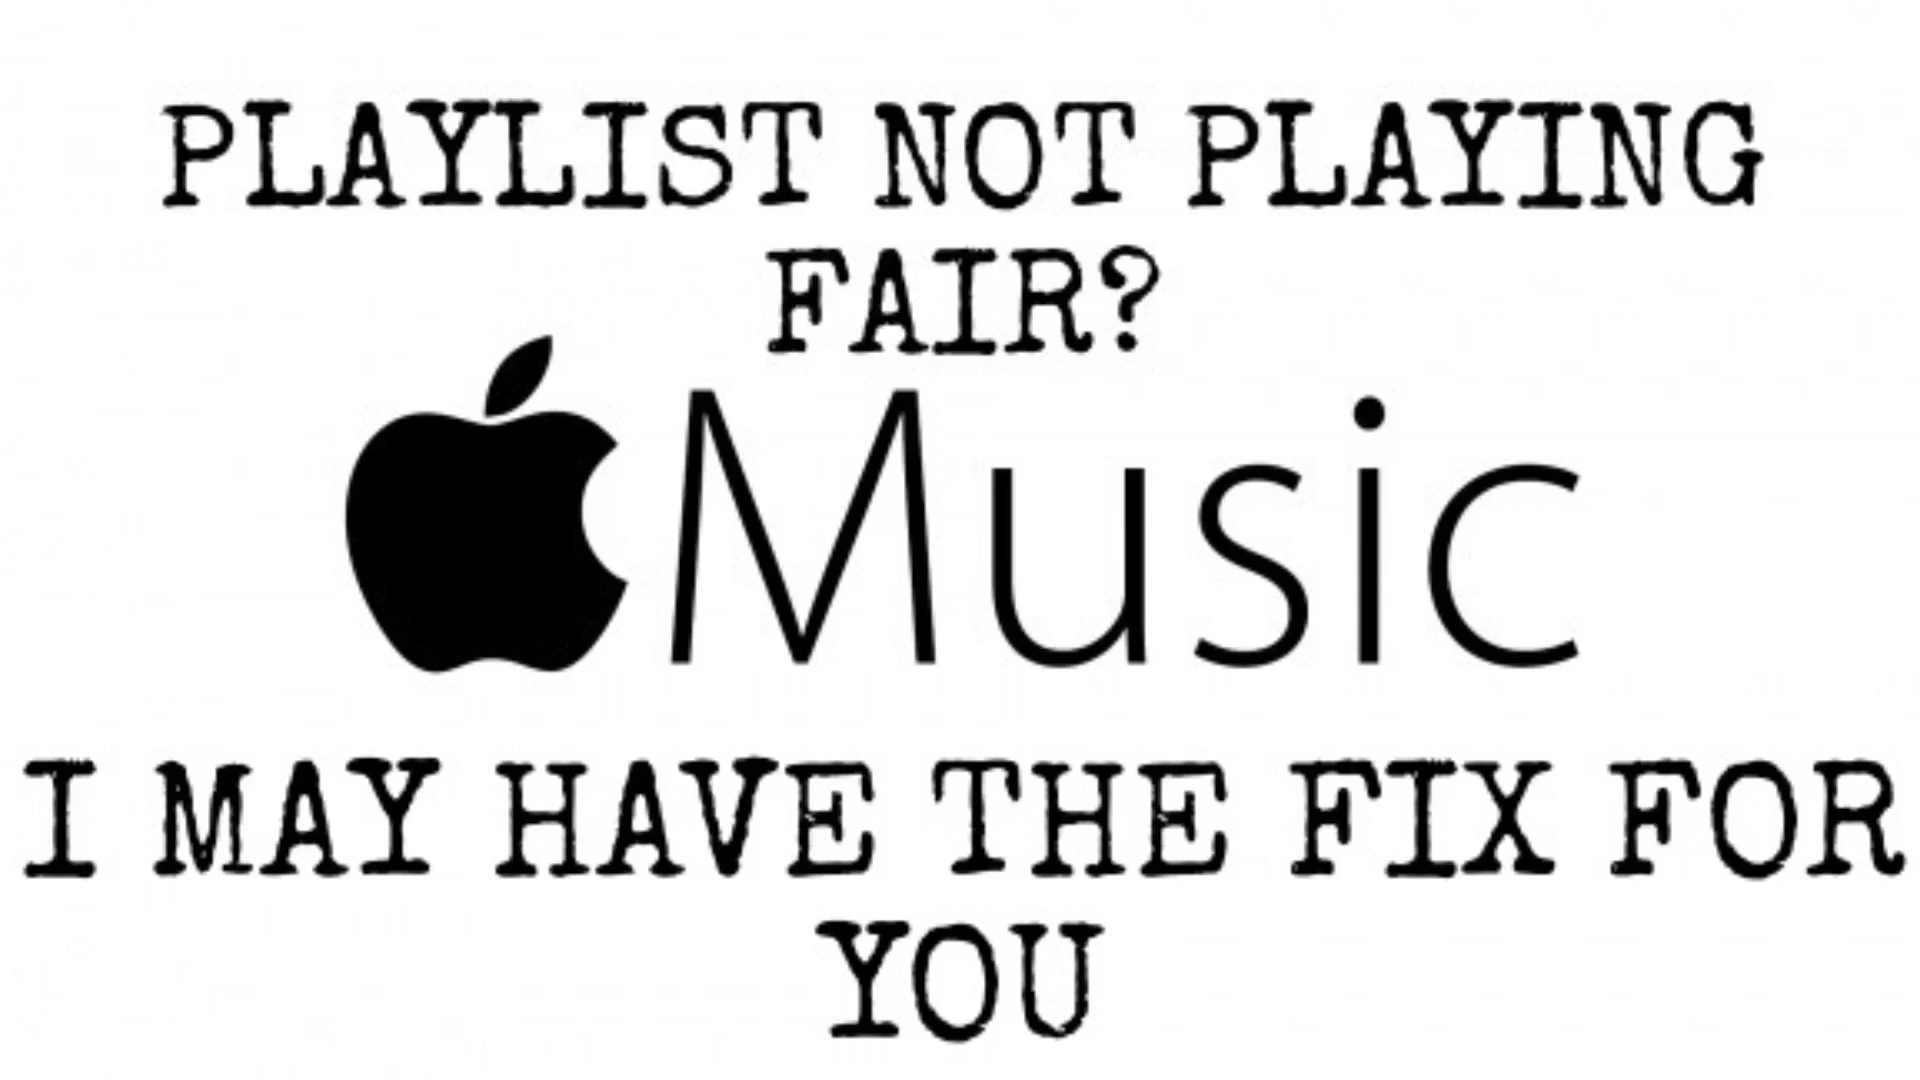 PLAYLIST NOT PLAYING
FAIR?
Music
I MAY HAVE THE FIX FOR
YOU